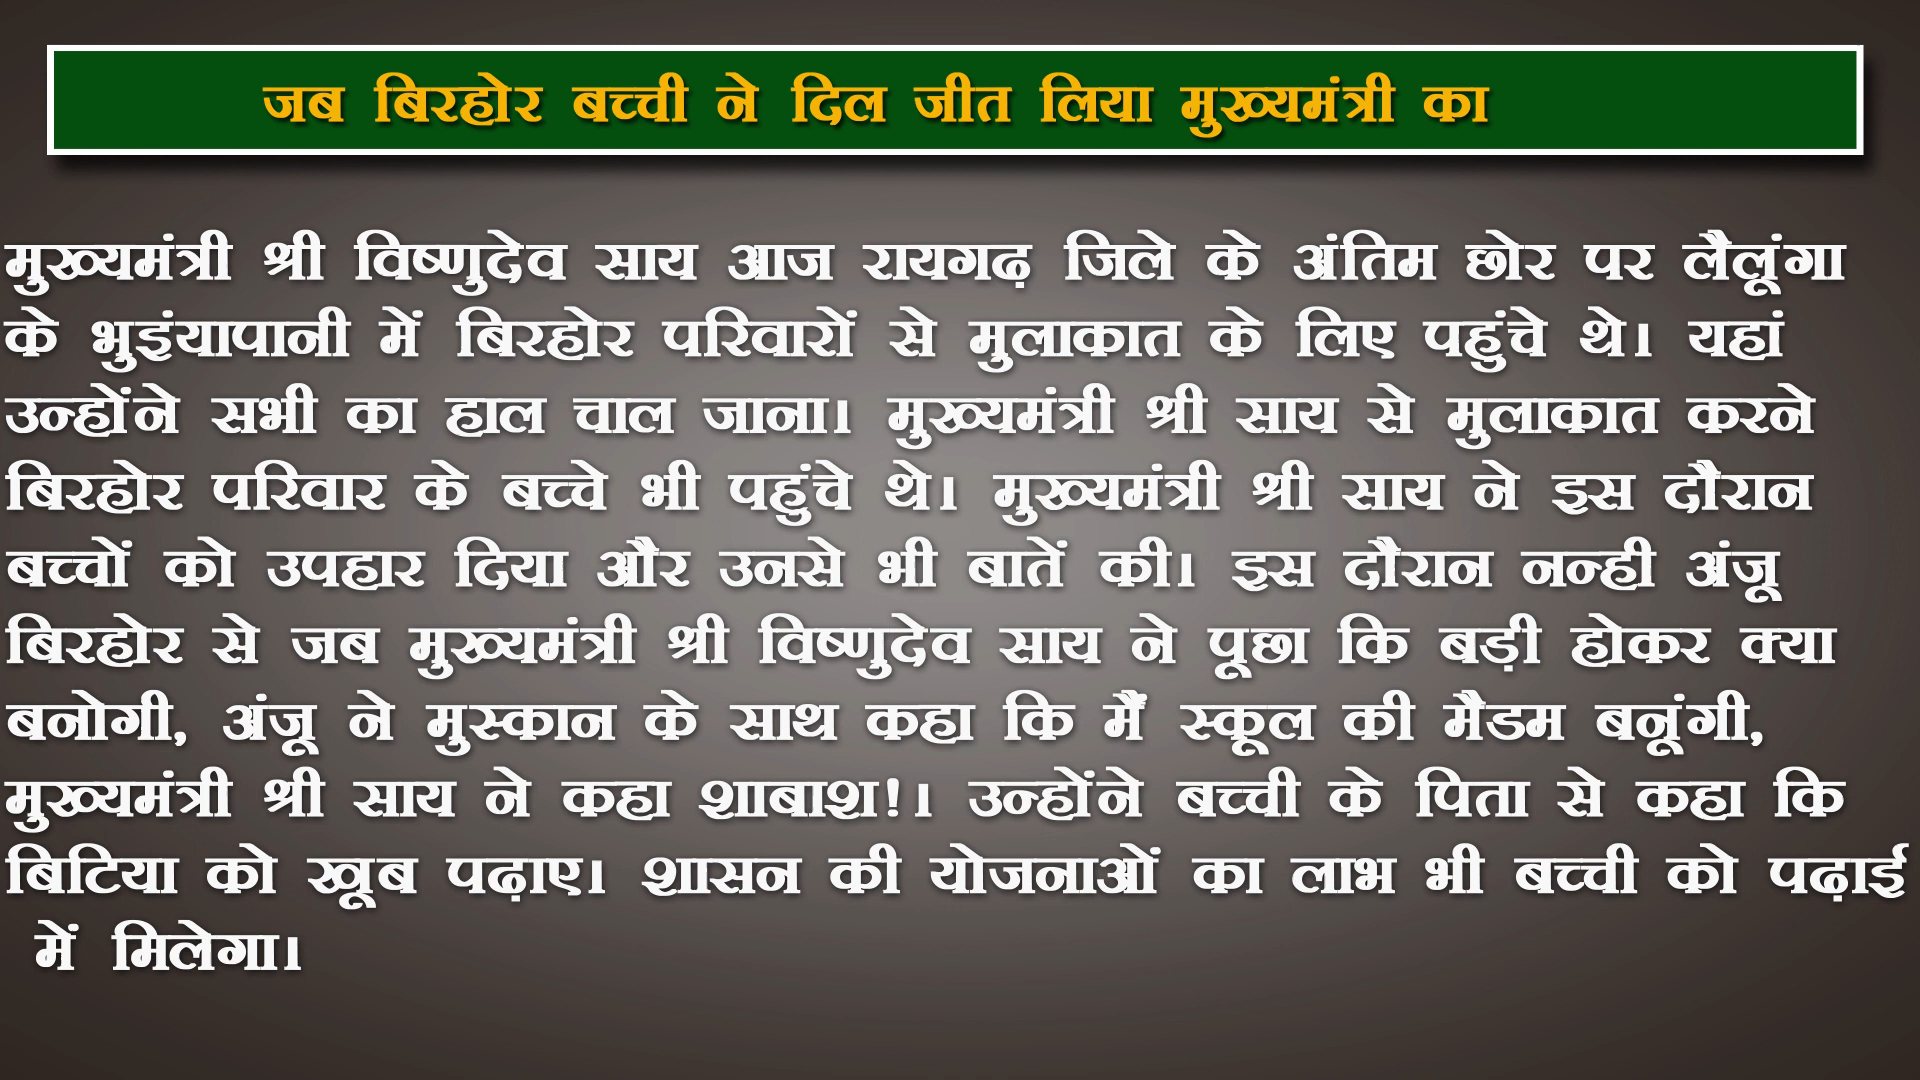 जब बिरहोर बच्ची ने दिल जीत लिया मुख्यमंत्री का
मुख्यमंत्री श्री विष्णुदेव साय आज रायगढ़ जिले के अंतिम छोर पर लैलूंगा
के भुइंयापानी में बिरहोर परिवारों से मुलाकात के लिए पहुंचे थे। यहां
उन्होंने सभी का हाल चाल जाना। मुख्यमंत्री श्री साय से मुलाकात करने
बिरहोर परिवार के बच्चे भी पहुंचे थे। मुख्यमंत्री श्री साय ने इस दौरान
बच्चों को उपहार दिया और उनसे भी बातें की। इस दौरान नन्ही अंजू
बिरहोर से जब मुख्यमंत्री श्री विष्णुदेव साय ने पूछा कि बड़ी होकर क्या
बनोगी, अंजू ने मुस्कान के साथ कहा कि मैं स्कूल की मैडम बनूंगी,
मुख्यमंत्री श्री साय ने कहा शाबाश!। उन्होंने बच्ची के पिता से कहा कि
बिटिया को खूब पढ़ाए। शासन की योजनाओं का लाभ भी बच्ची को पढ़ाई
में मिलेगा।